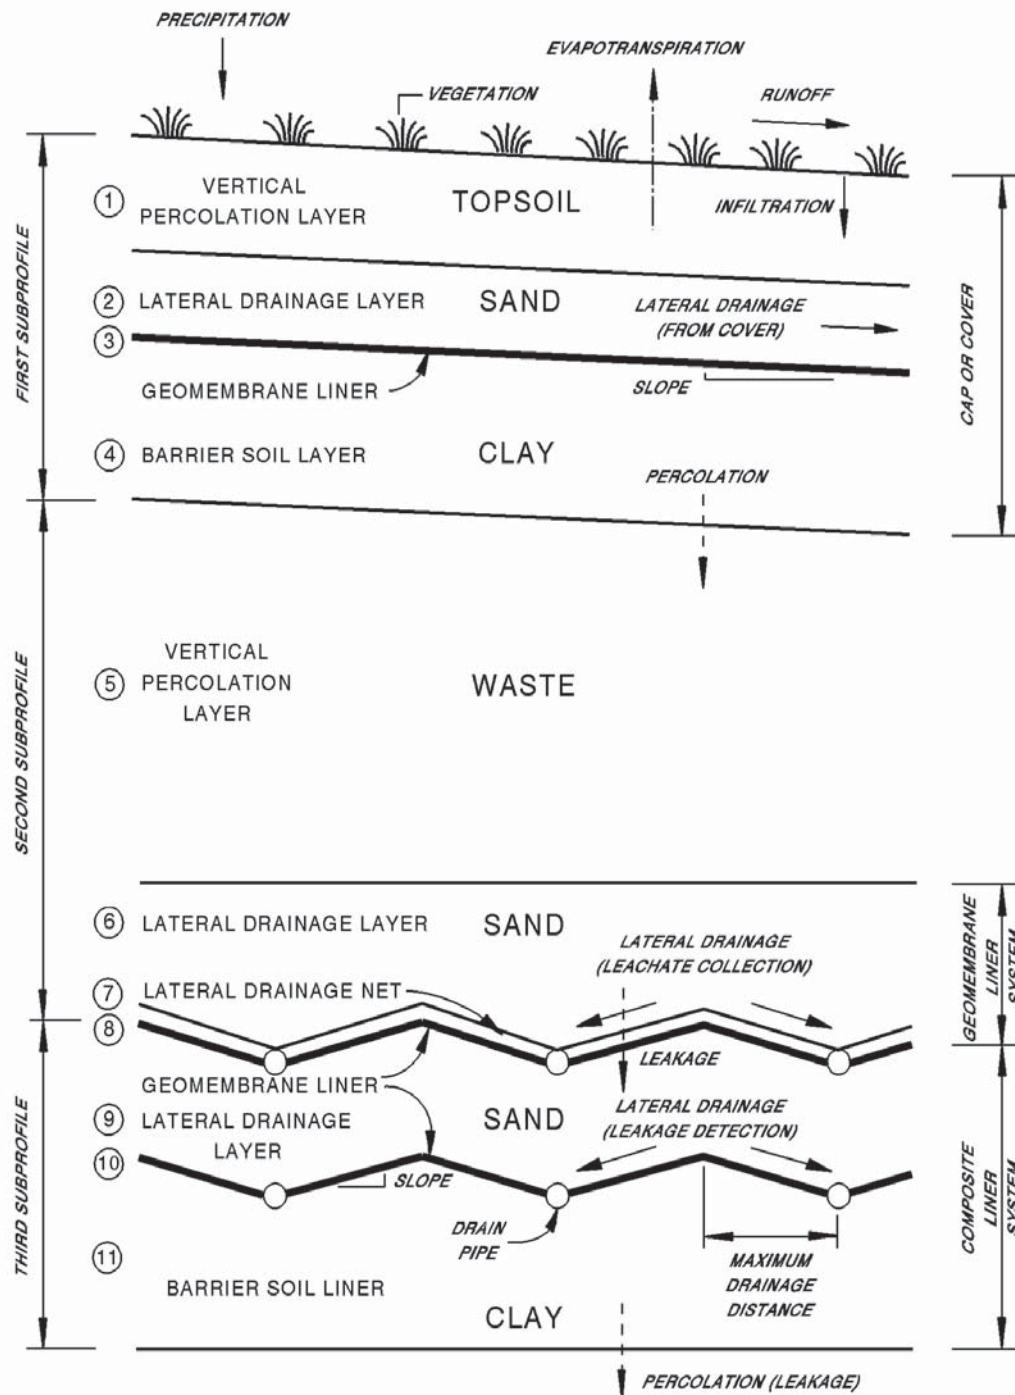 PRECIPITATION
EVAPOTRANSPIRATION
VEGETATION
RUNOFF
1
VERTICAL
PERCOLATION LAYER
TOPSOIL
INFILTRATION
2
LATERAL DRAINAGE LAYER
SAND
LATERAL DRAINAGE
(FROM COVER)
3
GEOMEMBRANE LINER
SLOPE
4
BARRIER SOIL LAYER
CLAY
PERCOLATION
FIRST SUBPROFILE
CAP OR COVER
5
VERTICAL
PERCOLATION
LAYER
WASTE
SECOND SUBPROFILE
6
LATERAL DRAINAGE LAYER
SAND
LATERAL DRAINAGE
(LEACHATE COLLECTION)
7
LATERAL DRAINAGE NET
8
LEAKAGE
GEOMEMBRANE
LINER
SYSTEM
GEOMEMBRANE LINER
9
LATERAL DRAINAGE
LAYER
SAND
LATERAL DRAINAGE
(LEAKAGE DETECTION)
10
SLOPE
DRAIN
PIPE
MAXIMUM
DRAINAGE
DISTANCE
11
BARRIER SOIL LINER
CLAY
THIRD SUBPROFILE
COMPOSITE
LINER
SYSTEM
PERCOLATION (LEAKAGE)